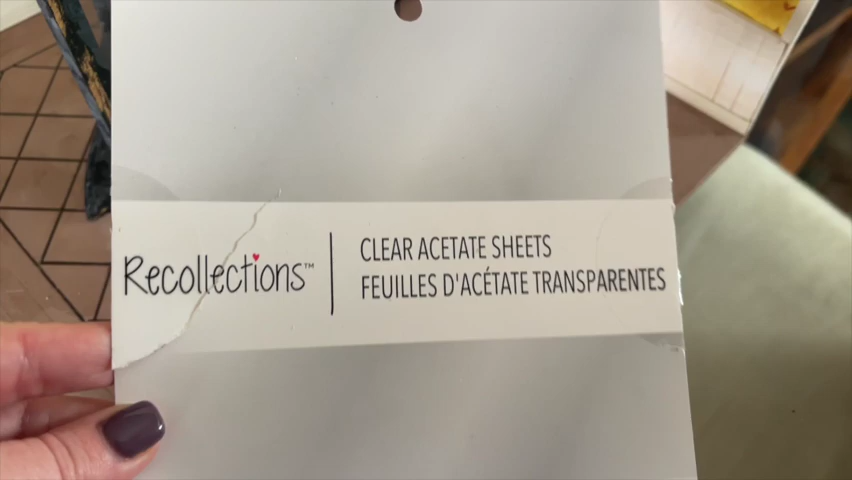 Recollections™
CLEAR ACETATE SHEETS
FEUILLES D'ACÉTATE TRANSPARENTES